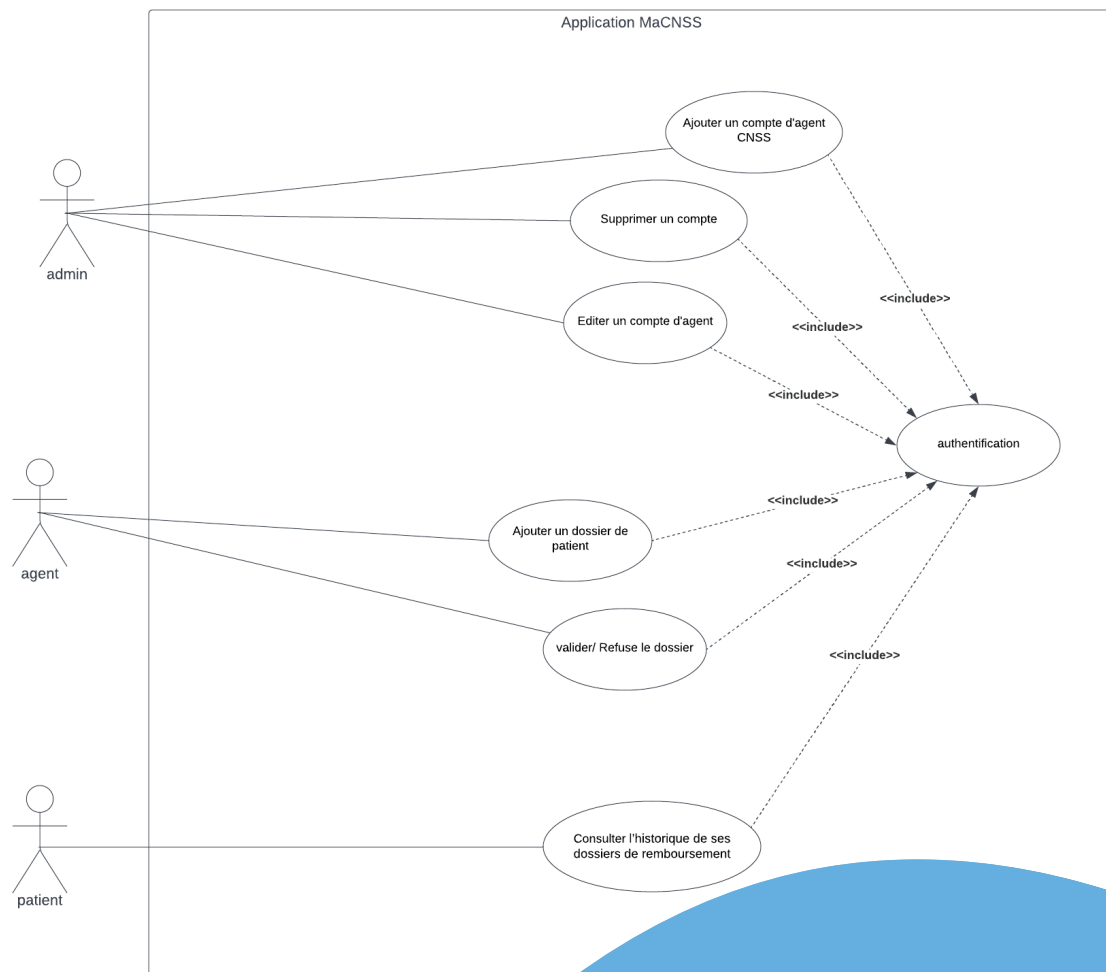 Application MaCNSS
Ajouter un compte d'agent
CNSS
Supprimer un compte
admin
<<include>>
Editer un compte d'agent
<<include>>
<<include>>
authentification
<<include>>
Ajouter un dossier de
patient
agent
<<include>>
valider/ Refuse le dossier
<<include>>
Consulter l'historique de ses
dossiers de remboursement
patient